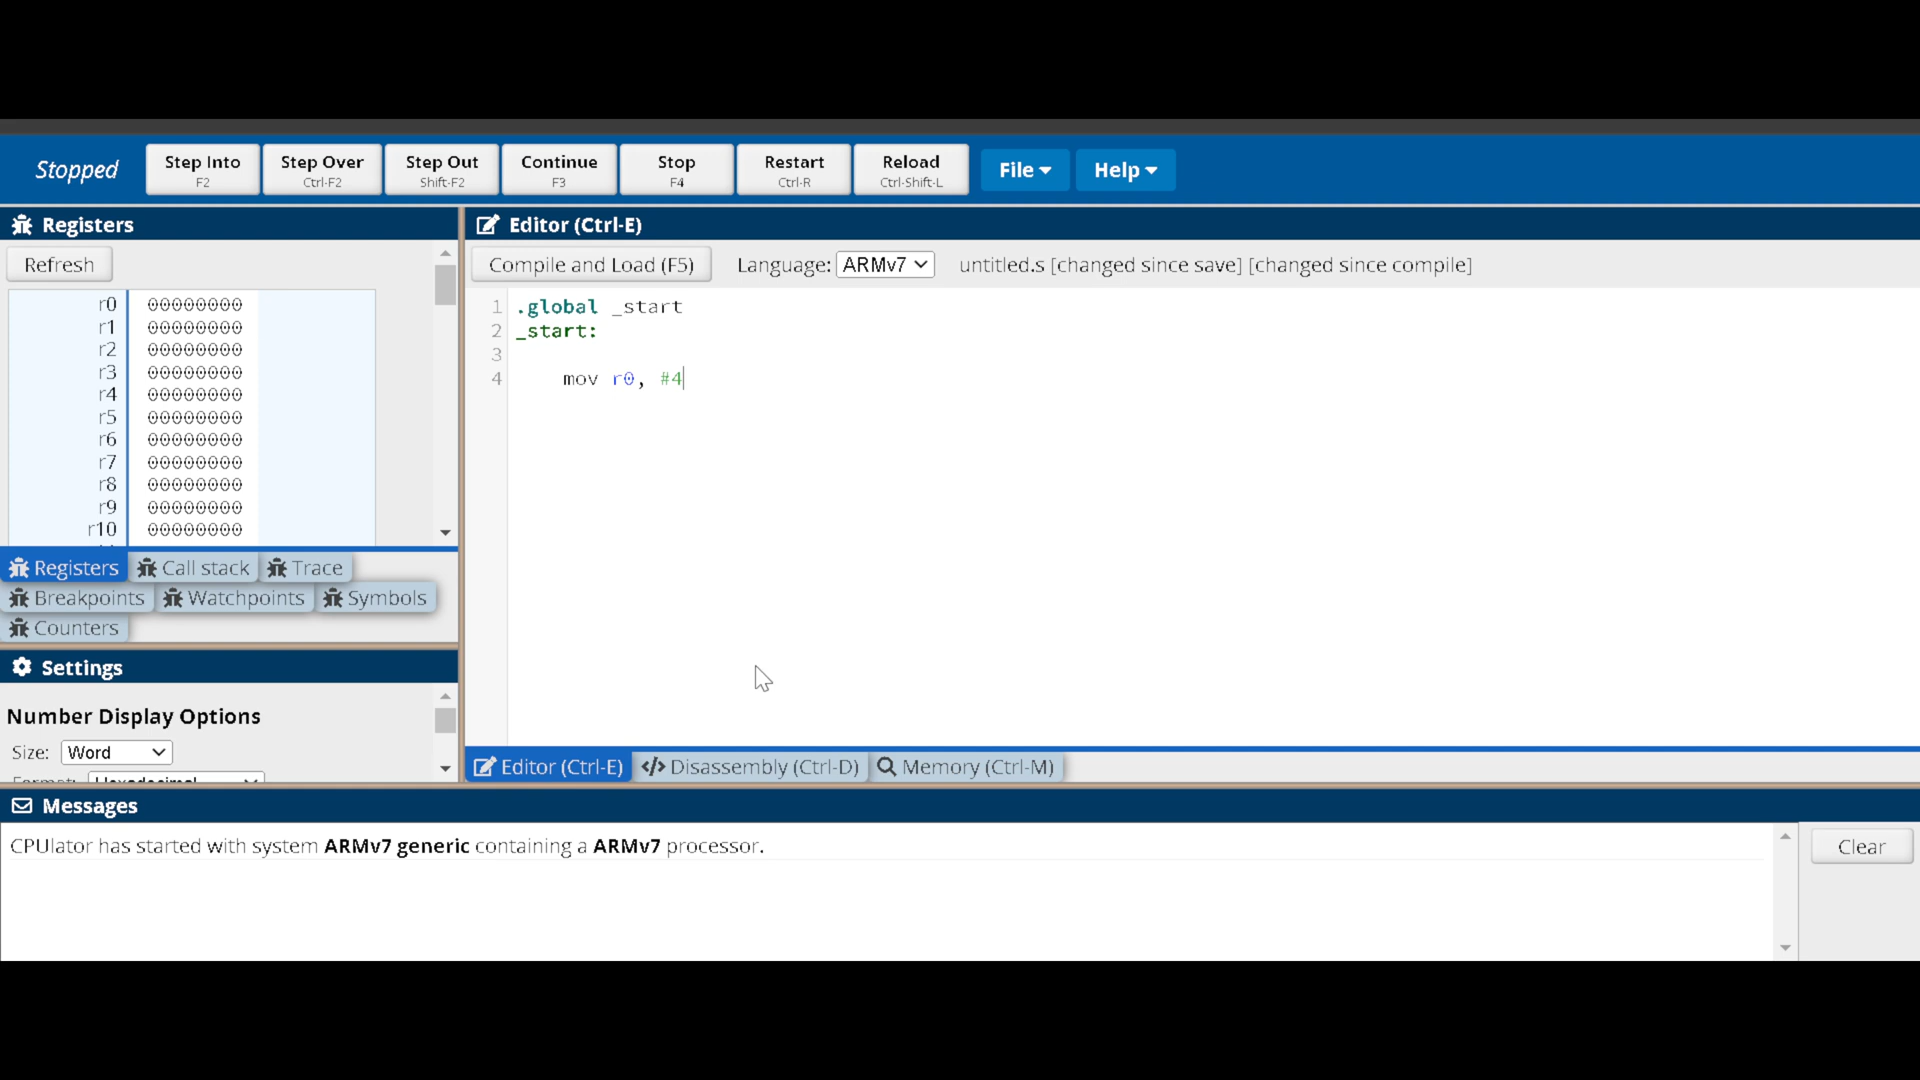 Stopped
Step Into
F2
Step Over
Ctrl-F2
Step Out
Shift-F2
Continue
F3
Stop
F4
Restart
Ctrl-R
Reload
Ctrl-Shift-L
File
Help
Registers
Refresh
r0 00000000
r1 00000000
r2 00000000
r3 00000000
r4 00000000
r5 00000000
r6 00000000
r7 00000000
r8 00000000
r9 00000000
r10 00000000
Registers
Call stack
Trace
Breakpoints
Watchpoints
Symbols
Counters
Settings
Number Display Options
Size: Word
Format: Hexadecimal
Editor (Ctrl-E)
Compile and Load (F5) Language: ARMv7 untitled.s [changed since save] [changed since compile]
1 .global _start
2 _start:
3
4 mov r0, #4
Editor (Ctrl-E)
Disassembly (Ctrl-D)
Memory (Ctrl-M)
Messages
CPUlator has started with system ARMv7 generic containing a ARMv7 processor.
Clear